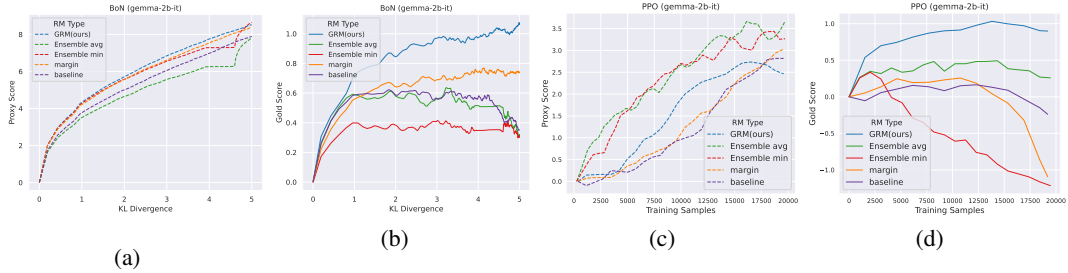 BoN (gemma-2b-it)
8
6
4
2
0
Proxy Score
RM Type
GRM(ours)
Ensemble avg
Ensemble min
margin
baseline
0
1
2
3
4
5
KL Divergence
(a)
BoN (gemma-2b-it)
1.0
0.8
0.6
0.4
0.2
0.0
Gold Score
RM Type
GRM(ours)
Ensemble avg
Ensemble min
margin
baseline
0
1
2
3
4
5
KL Divergence
(b)
PPO (gemma-2b-it)
3.5
3.0
2.5
2.0
1.5
1.0
0.5
0.0
Proxy Score
RM Type
GRM(ours)
Ensemble avg
Ensemble min
margin
baseline
0
2500
5000
7500
10000
12500
15000
17500
20000
Training Samples
(c)
PPO (gemma-2b-it)
1.0
0.5
0.0
−0.5
−1.0
Gold Score
RM Type
GRM(ours)
Ensemble avg
Ensemble min
margin
baseline
0
2500
5000
7500
10000
12500
15000
17500
20000
Training Samples
(d)